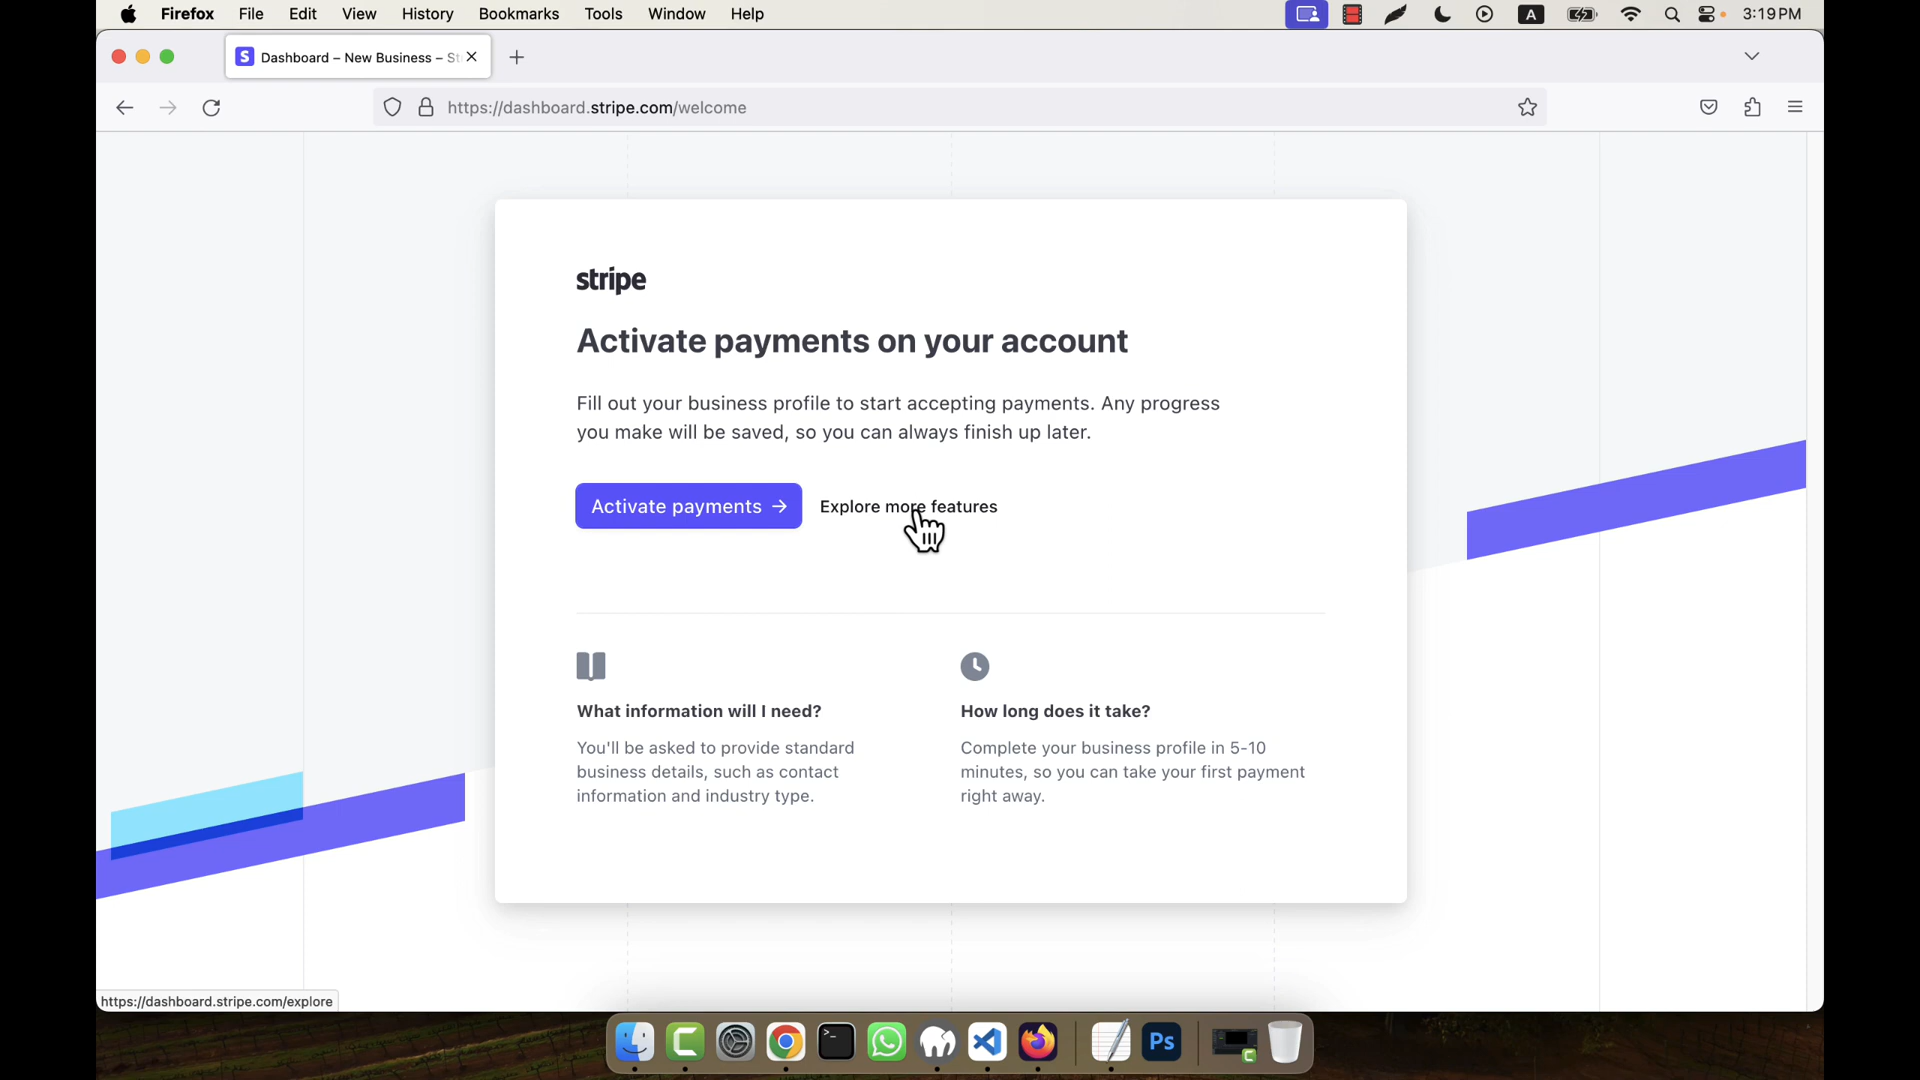 Firefox File Edit View History Bookmarks Tools Window Help A 3:19 PM
S Dashboard – New Business – St
https://dashboard.stripe.com/welcome
stripe
Activate payments on your account
Fill out your business profile to start accepting payments. Any progress
you make will be saved, so you can always finish up later.
Activate payments → Explore more features
What information will I need?
You'll be asked to provide standard
business details, such as contact
information and industry type.
How long does it take?
Complete your business profile in 5-10
minutes, so you can take your first payment
right away.
https://dashboard.stripe.com/explore
Ps